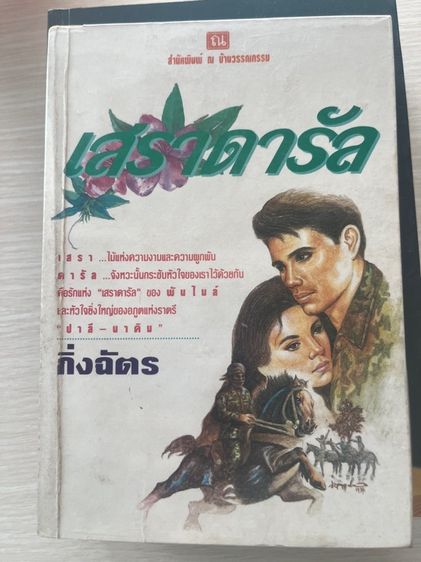 ณ
สำนักพิมพ์ ณ บ้านวรรณกรรม
เสราดารัล
เสรา ...ไม้แห่งความงามและความผูกพัน
ดารัล ...จังหวะนั้นกระชับหัวใจของเราไว้ด้วยกัน
คือรักแห่ง "เสราดารัล" ของ พันไมล์
และหัวใจยิ่งใหญ่ของอภูตแห่งราตรี
"ปาลี-นาคิน"
กิ่งฉัตร